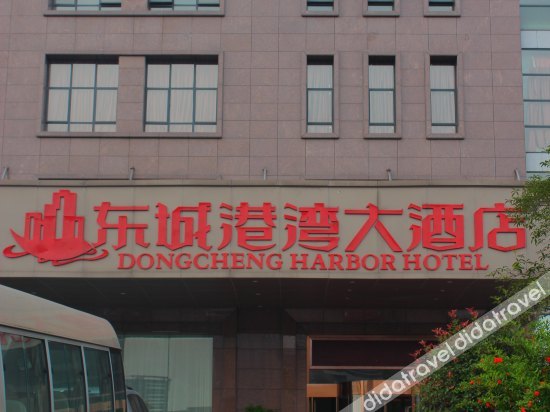 东城港湾大酒店
DONGCHENG HARBOR HOTEL
didatravel didatravel